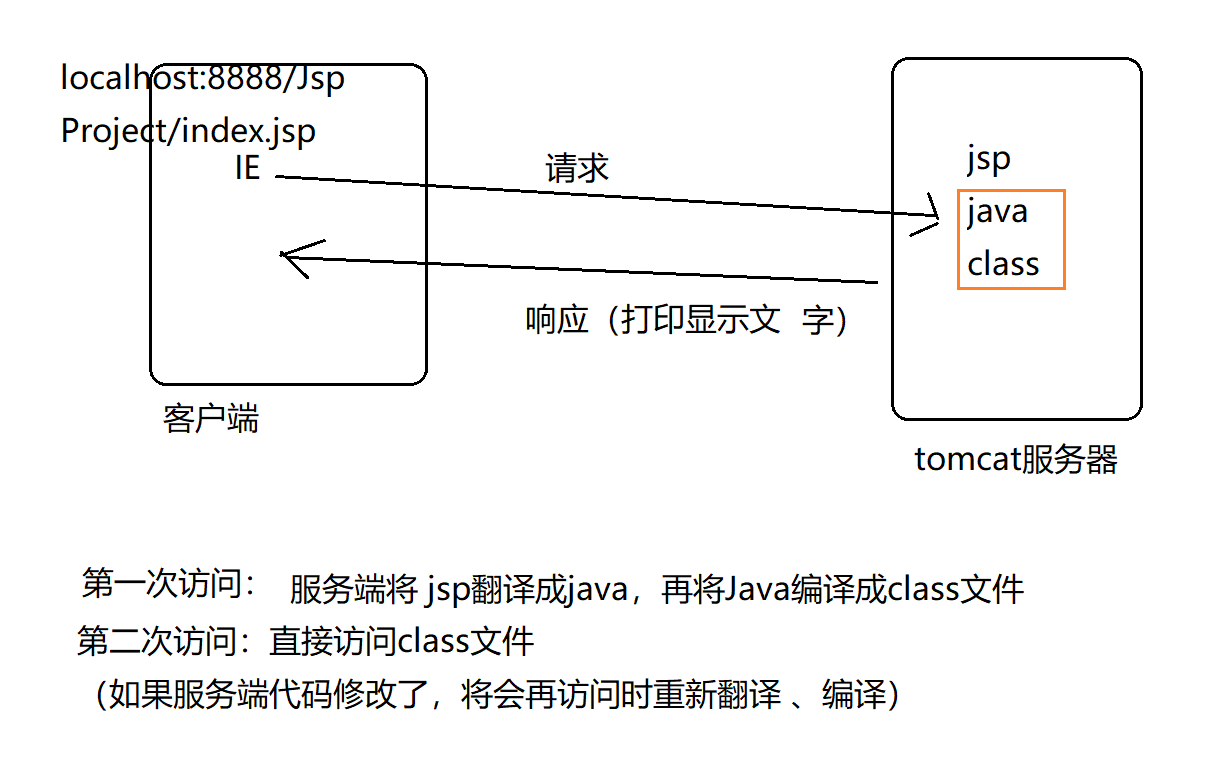 localhost:8888/Jsp
Project/index.jsp
IE
请求
jsp
java
class
响应（打印显示文 字）
客户端
tomcat服务器
第一次访问： 服务端将 jsp翻译成java，再将Java编译成class文件
第二次访问：直接访问class文件
（如果服务端代码修改了，将会再访问时重新翻译 、编译）